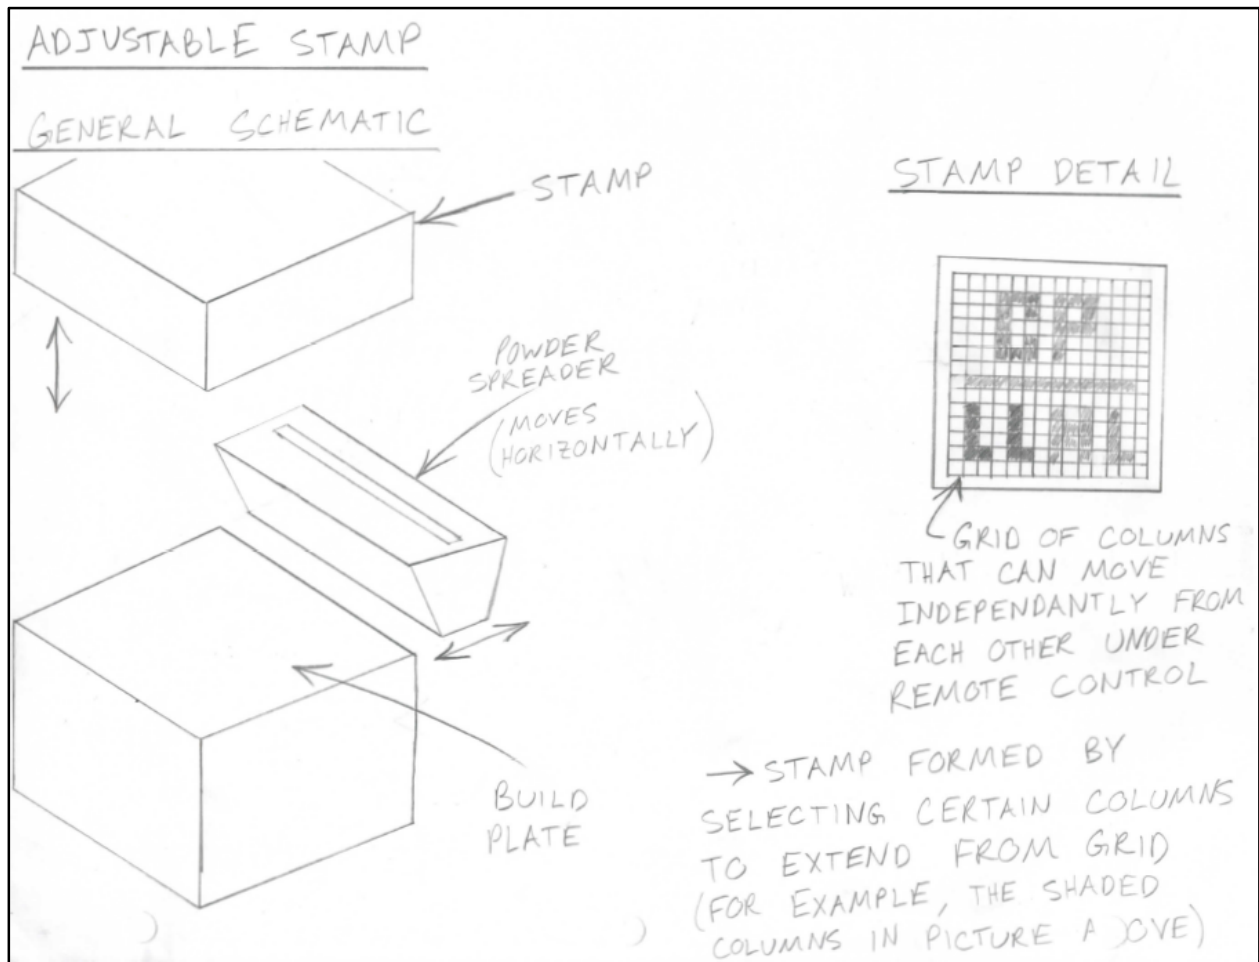 ADJUSTABLE STAMP
GENERAL SCHEMATIC
STAMP
POWDER
SPREADER
(MOVES
HORIZONTALLY)
BUILD
PLATE
STAMP DETAIL
GRID OF COLUMNS
THAT CAN MOVE
INDEPENDANTLY FROM
EACH OTHER UNDER
REMOTE CONTROL
→ STAMP FORMED BY
SELECTING CERTAIN COLUMNS
TO EXTEND FROM GRID
(FOR EXAMPLE, THE SHADED
COLUMNS IN PICTURE